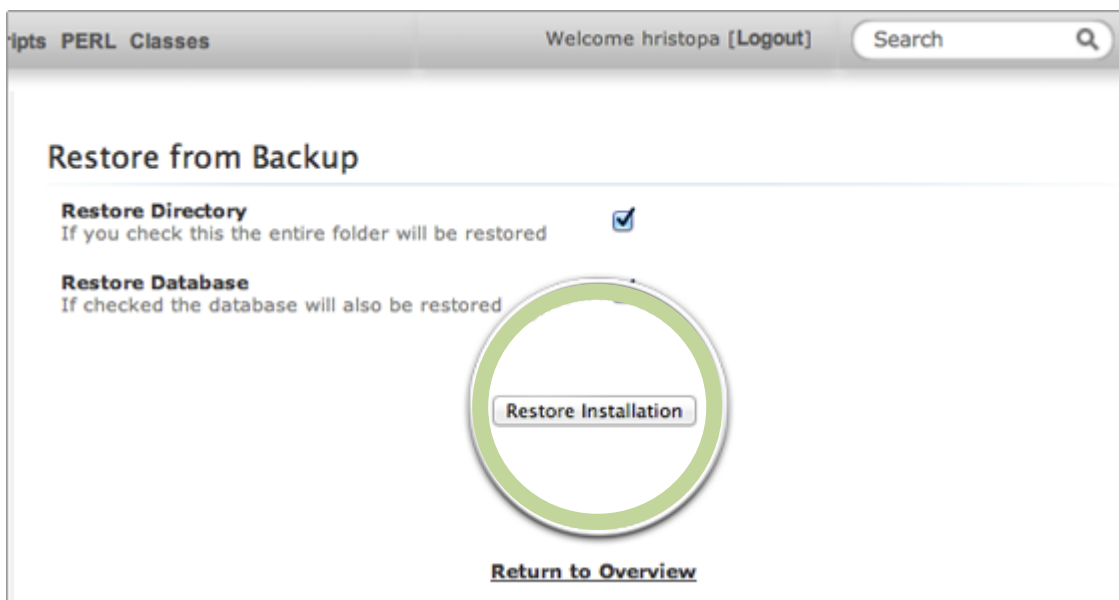 PERL Classes
Welcome hristopa [Logout]
Search
Restore from Backup
Restore Directory
If you check this the entire folder will be restored
Restore Database
If checked the database will also be restored
Restore Installation
Return to Overview